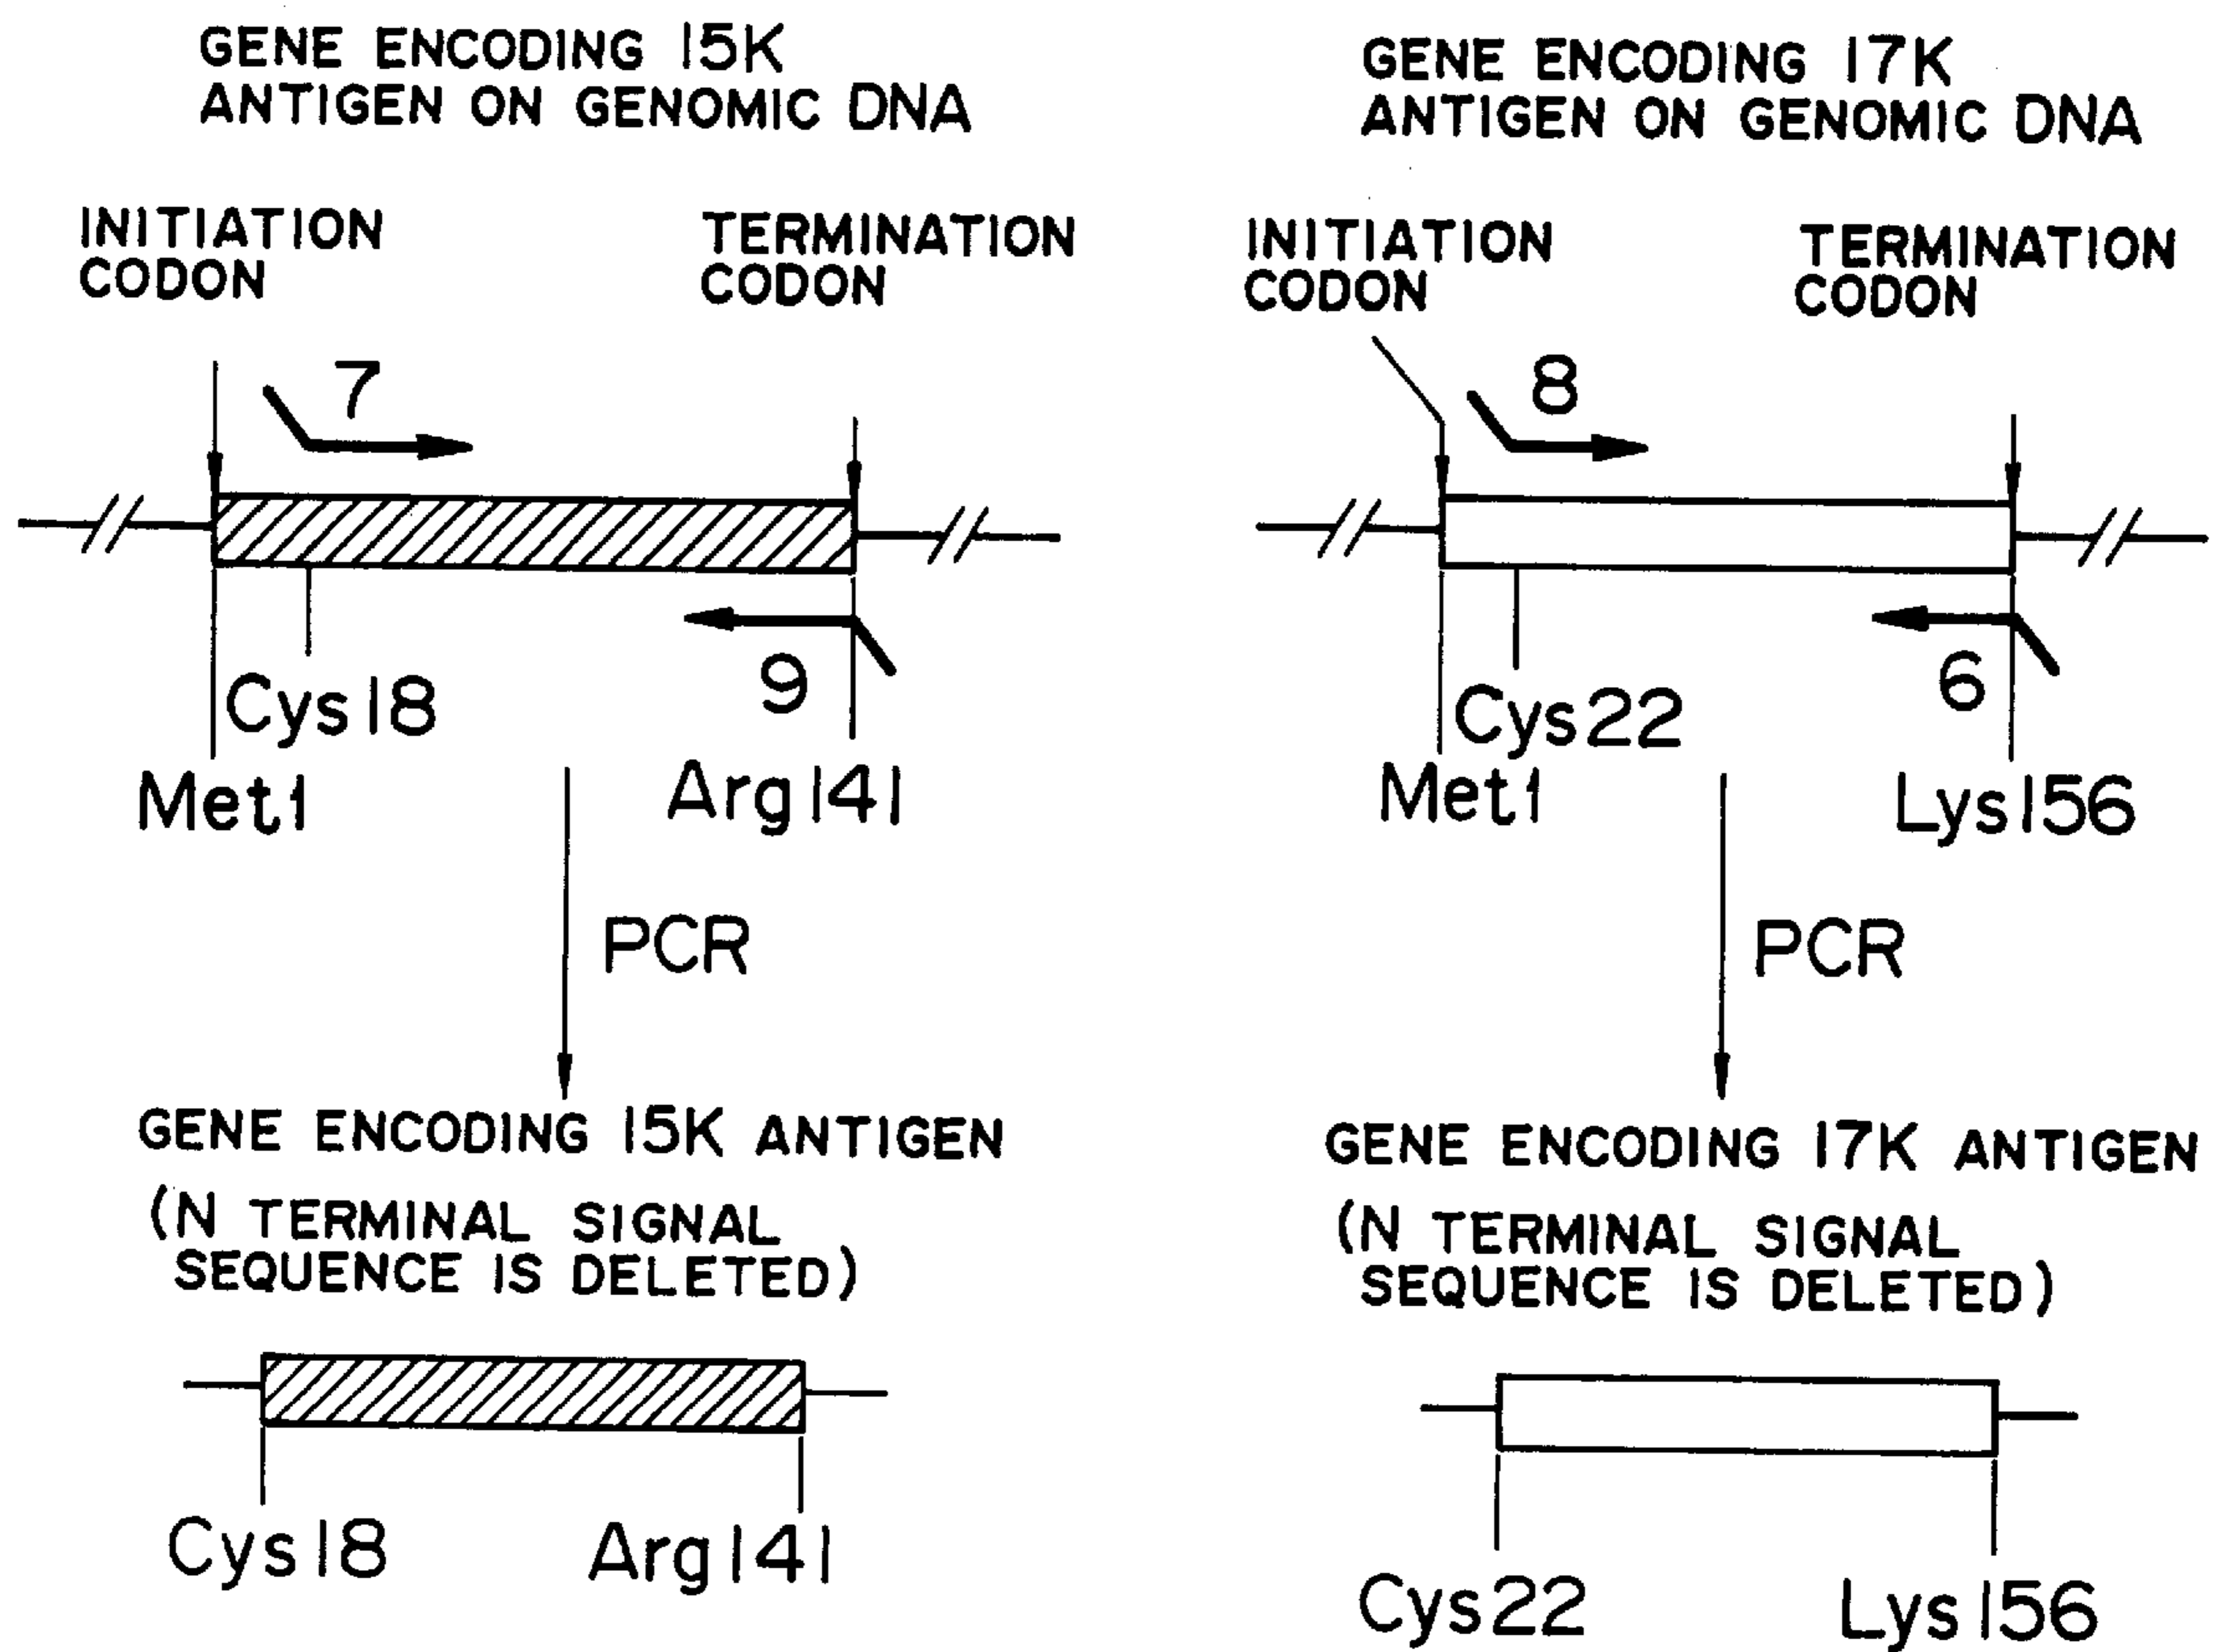 GENE ENCODING 15K
ANTIGEN ON GENOMIC DNA
INITIATION
CODON
TERMINATION
CODON
7
9
Cys18
Met1
Arg141
PCR
GENE ENCODING 15K ANTIGEN
(N TERMINAL SIGNAL
SEQUENCE IS DELETED)
Cys18
Arg141
GENE ENCODING 17K
ANTIGEN ON GENOMIC DNA
INITIATION
CODON
TERMINATION
CODON
8
6
Cys22
Met1
Lys156
PCR
GENE ENCODING 17K ANTIGEN
(N TERMINAL SIGNAL
SEQUENCE IS DELETED)
Cys22
Lys156